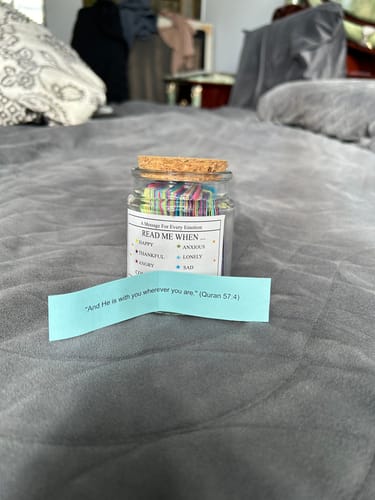 A Message For Every Emotion
READ ME WHEN ...
HAPPY
ANXIOUS
THANKFUL
LONELY
ANGRY
SAD
"And He is with you wherever you are." (Quran 57:4)